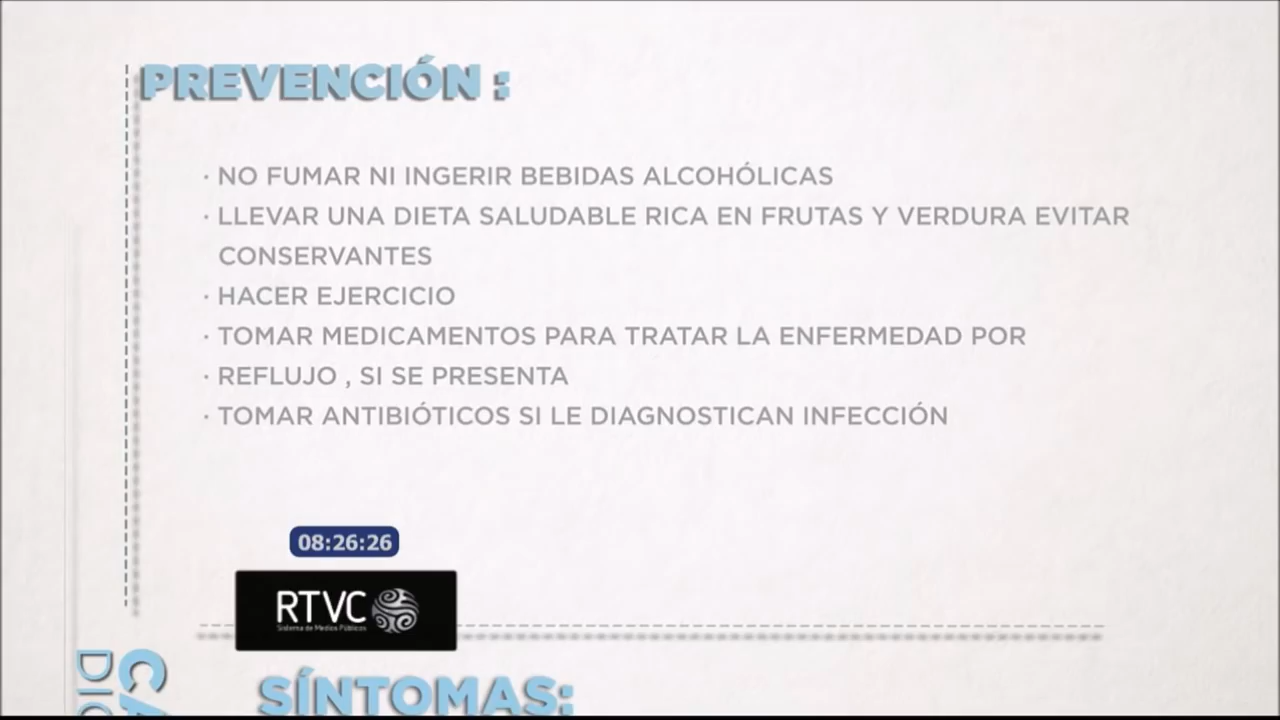 PREVENCIÓN :
· NO FUMAR NI INGERIR BEBIDAS ALCOHÓLICAS
· LLEVAR UNA DIETA SALUDABLE RICA EN FRUTAS Y VERDURA EVITAR
CONSERVANTES
· HACER EJERCICIO
· TOMAR MEDICAMENTOS PARA TRATAR LA ENFERMEDAD POR
· REFLUJO , SI SE PRESENTA
· TOMAR ANTIBIÓTICOS SI LE DIAGNOSTICAN INFECCIÓN
08:26:26
RTVC
Sistema de Medios Públicos
SÍNTOMAS: